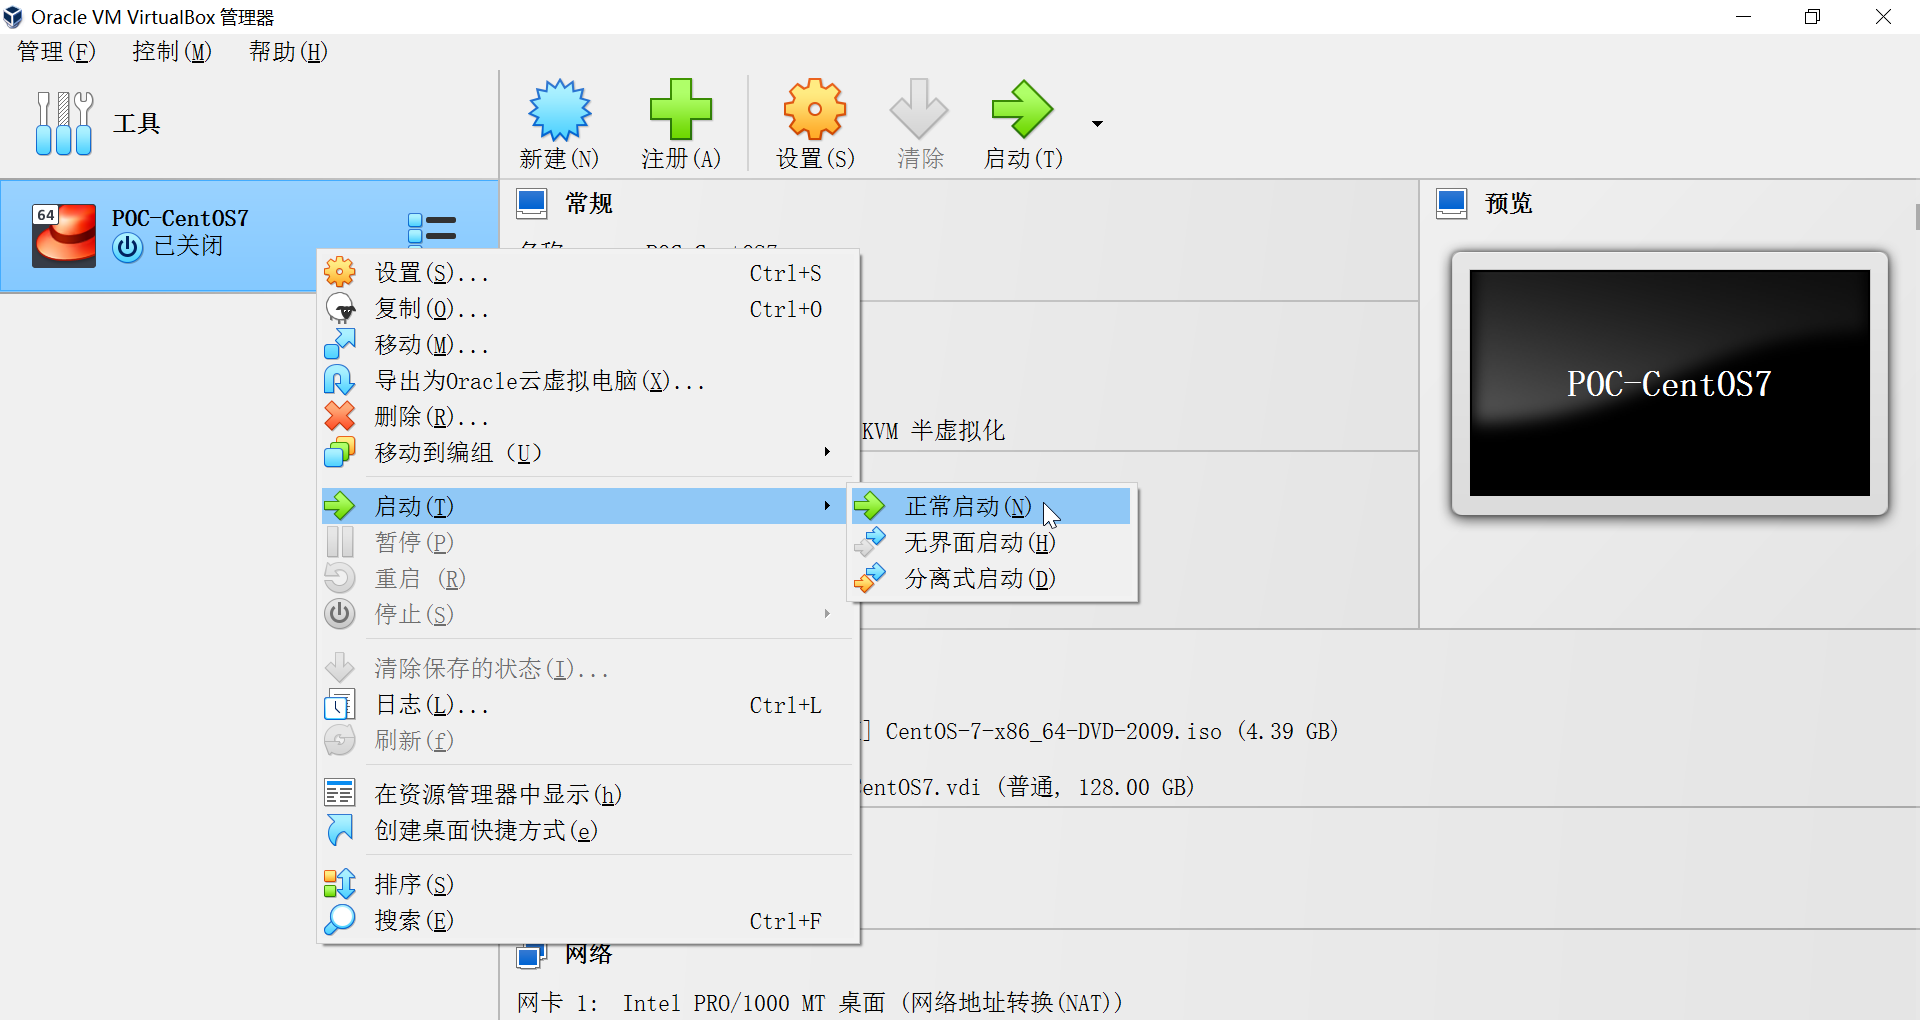 Oracle VM VirtualBox 管理器
管理(F) 控制(M) 帮助(H)
工具
新建(N) 注册(A) 设置(S) 清除 启动(T)
64
POC-CentOS7
已关闭
常规
预览
POC-CentOS7
设置(S)... Ctrl+S
复制(O)... Ctrl+O
移动(M)...
导出为Oracle云虚拟电脑(X)...
删除(R)...
移动到编组 (U)
启动(T)
暂停(P)
重启 (R)
停止(S)
清除保存的状态(I)...
日志(L)... Ctrl+L
刷新(f)
在资源管理器中显示(h)
创建桌面快捷方式(e)
排序(S)
搜索(E) Ctrl+F
正常启动(N)
无界面启动(H)
分离式启动(D)
KVM 半虚拟化
] CentOS-7-x86_64-DVD-2009.iso (4.39 GB)
entOS7.vdi (普通, 128.00 GB)
网络
网卡 1: Intel PRO/1000 MT 桌面 (网络地址转换(NAT))